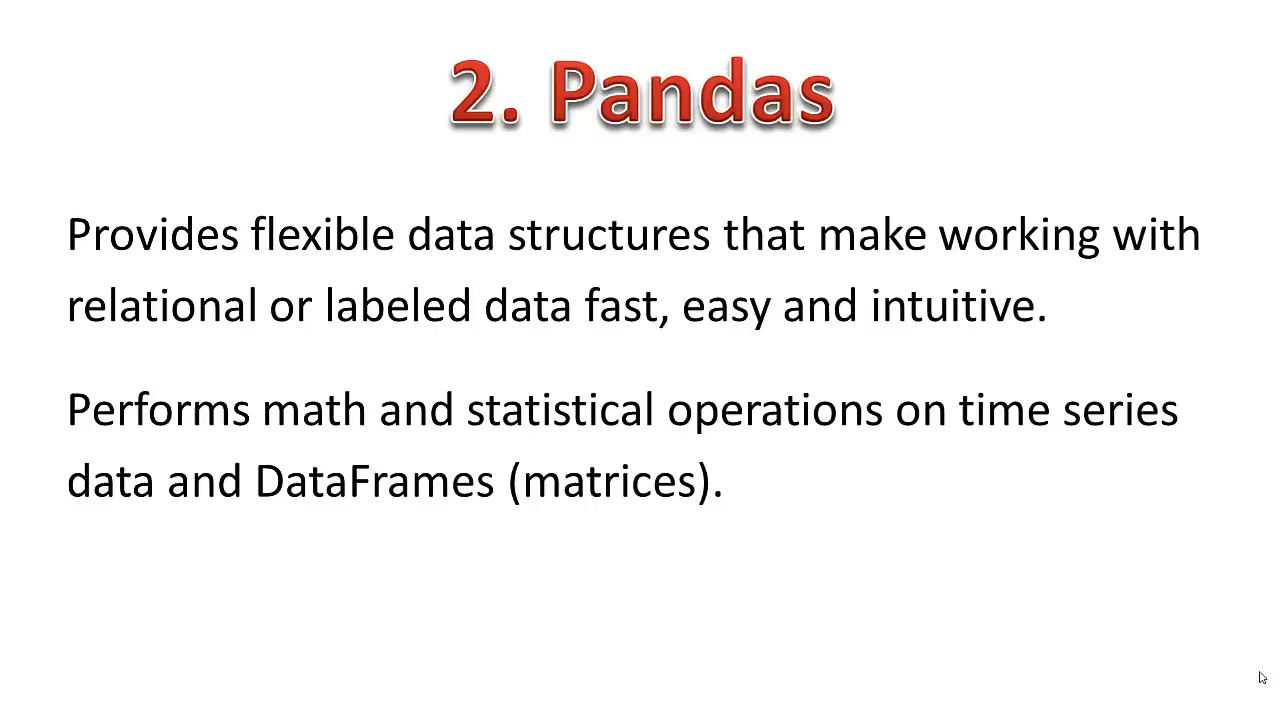 2. Pandas
Provides flexible data structures that make working with
relational or labeled data fast, easy and intuitive.
Performs math and statistical operations on time series
data and DataFrames (matrices).